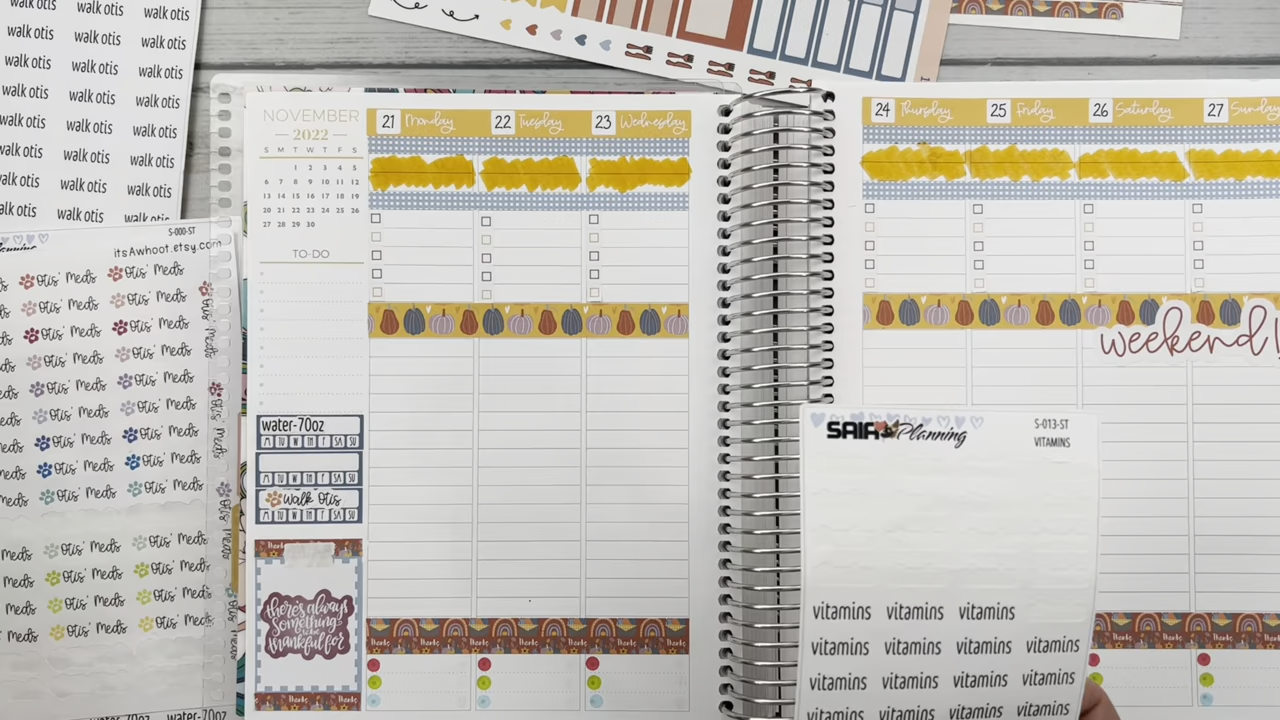 walk otis walk otis
walk otis walk otis walk otis
walk otis walk otis walk otis
walk otis walk otis walk otis
walk otis walk otis walk otis
walk otis walk otis walk otis
walk otis walk otis walk otis
walk otis walk otis
S-000-ST
Planning
itsAwhoot.etsy.com
Otis' Meds Otis' Meds
Otis' Meds Otis' Meds
Otis' Meds Otis' Meds
Otis' Meds Otis' Meds
Otis' Meds Otis' Meds
Otis' Meds Otis' Meds
Otis' Meds Otis' Meds
Otis' Meds Otis' Meds
Otis' Meds Otis' Meds
Meds Otis' Meds Otis' Meds
Meds Otis' Meds Otis' Meds
Meds Otis' Meds Otis' Meds
Meds Otis' Meds Otis' Meds
water-70oz water-70oz
NOVEMBER
2022
S M T W T F S
1 2 3 4 5
6 7 8 9 10 11 12
13 14 15 16 17 18 19
20 21 22 23 24 25 26
27 28 29 30
TO-DO
water-70oz
M TU W TH F SA SU
M TU W TH F SA SU
Walk Otis
M TU W TH F SA SU
there's always
something
to be
thankful for
21 Monday 22 Tuesday 23 Wednesday
24 Thursday 25 Friday 26 Saturday 27 Sunday
weekend
SAIA Planning
S-013-ST
VITAMINS
vitamins vitamins vitamins
vitamins vitamins vitamins vitamins
vitamins vitamins vitamins vitamins
vitamins vitamins vitamins vitamins